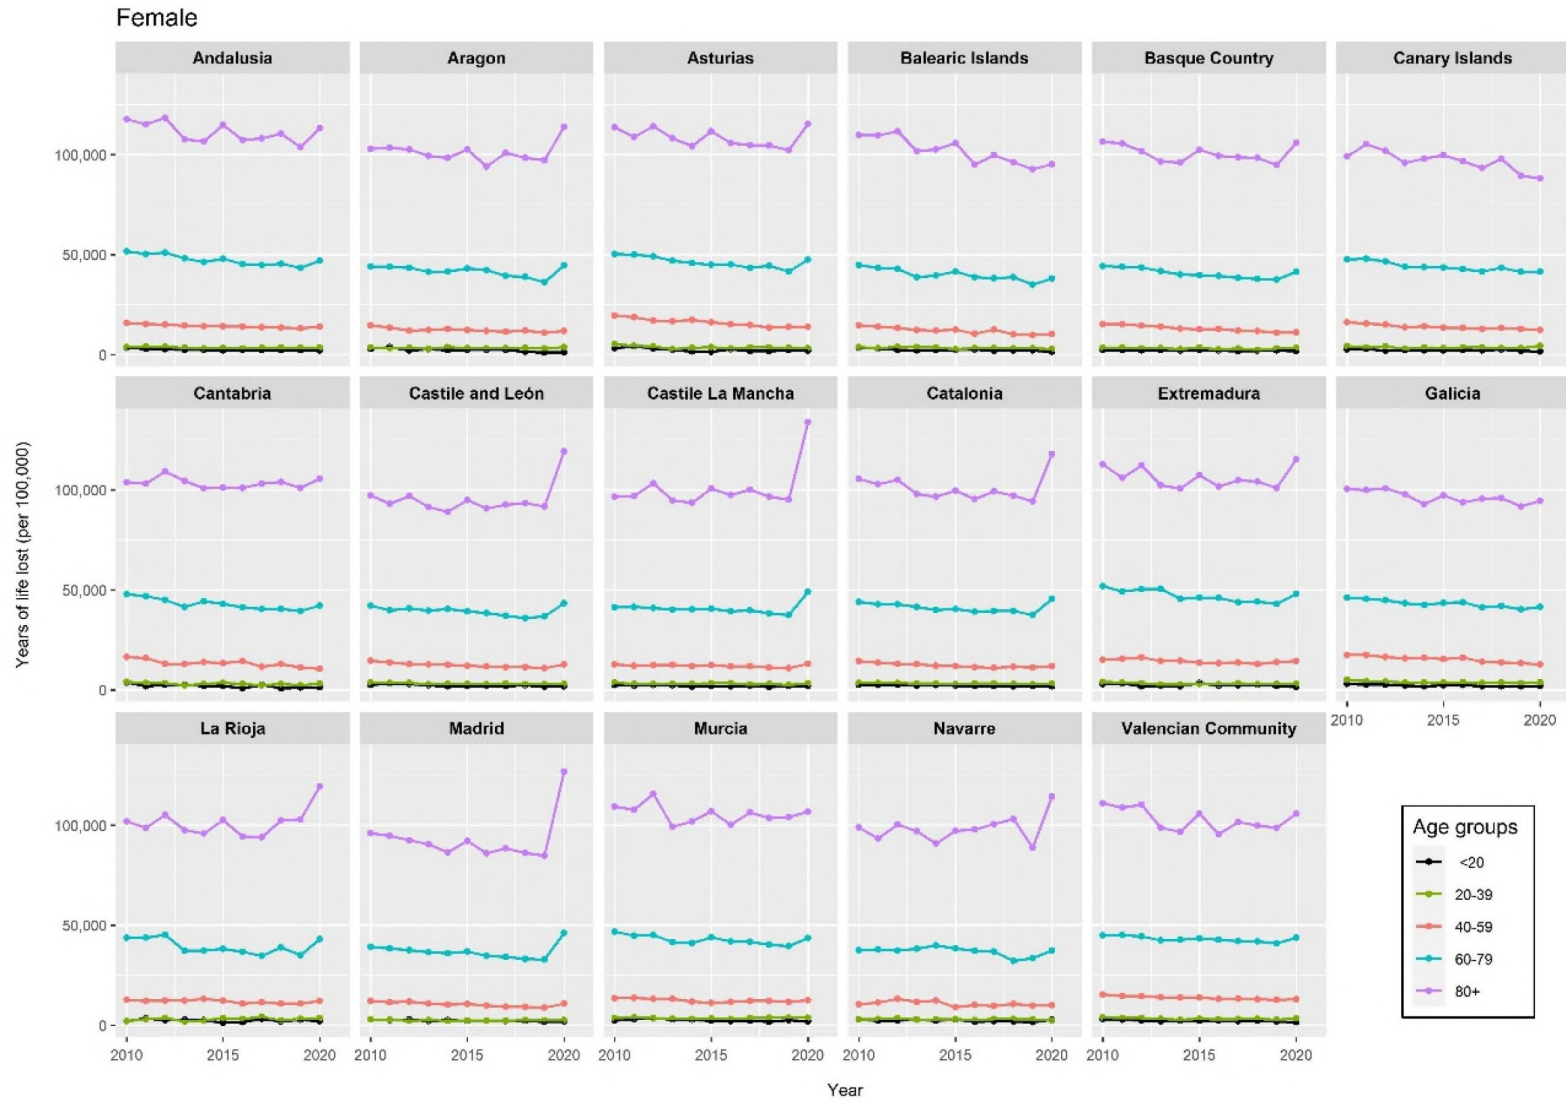 Female
Andalusia Aragon Asturias Balearic Islands Basque Country Canary Islands
100,000
50,000
0
Cantabria Castile and León Castile La Mancha Catalonia Extremadura Galicia
100,000
50,000
0
2010 2015 2020
La Rioja Madrid Murcia Navarre Valencian Community
100,000
50,000
0
2010 2015 2020 2010 2015 2020 2010 2015 2020 2010 2015 2020 2010 2015 2020
Years of life lost (per 100,000)
Year
Age groups
<20
20-39
40-59
60-79
80+